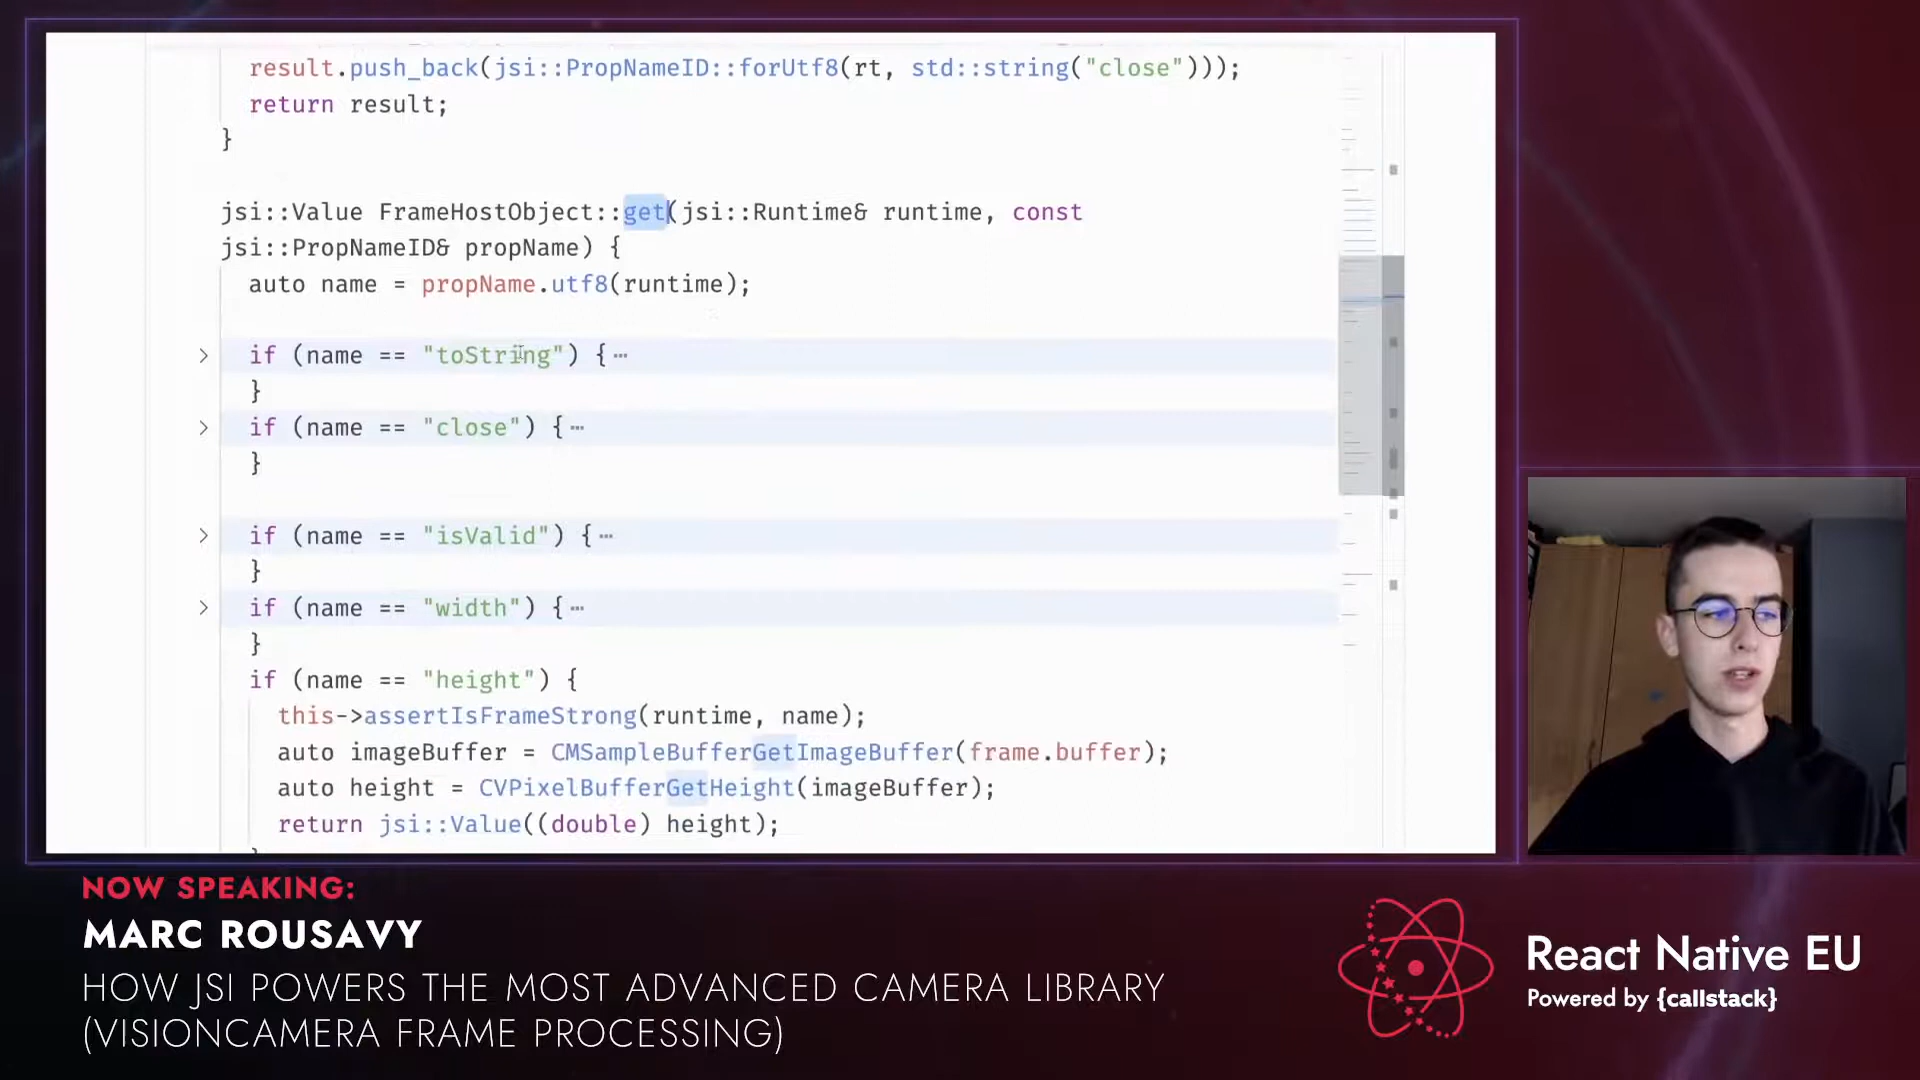 result.push_back(jsi::PropNameID::forUtf8(rt, std::string("close")));
return result;
}
jsi::Value FrameHostObject::get(jsi::Runtime& runtime, const
jsi::PropNameID& propName) {
auto name = propName.utf8(runtime);
if (name == "toString") {⋯
}
if (name == "close") {⋯
}
if (name == "isValid") {⋯
}
if (name == "width") {⋯
}
if (name == "height") {
this->assertIsFrameStrong(runtime, name);
auto imageBuffer = CMSampleBufferGetImageBuffer(frame.buffer);
auto height = CVPixelBufferGetHeight(imageBuffer);
return jsi::Value((double) height);
NOW SPEAKING:
MARC ROUSAVY
HOW JSI POWERS THE MOST ADVANCED CAMERA LIBRARY
(VISIONCAMERA FRAME PROCESSING)
React Native EU
Powered by {callstack}